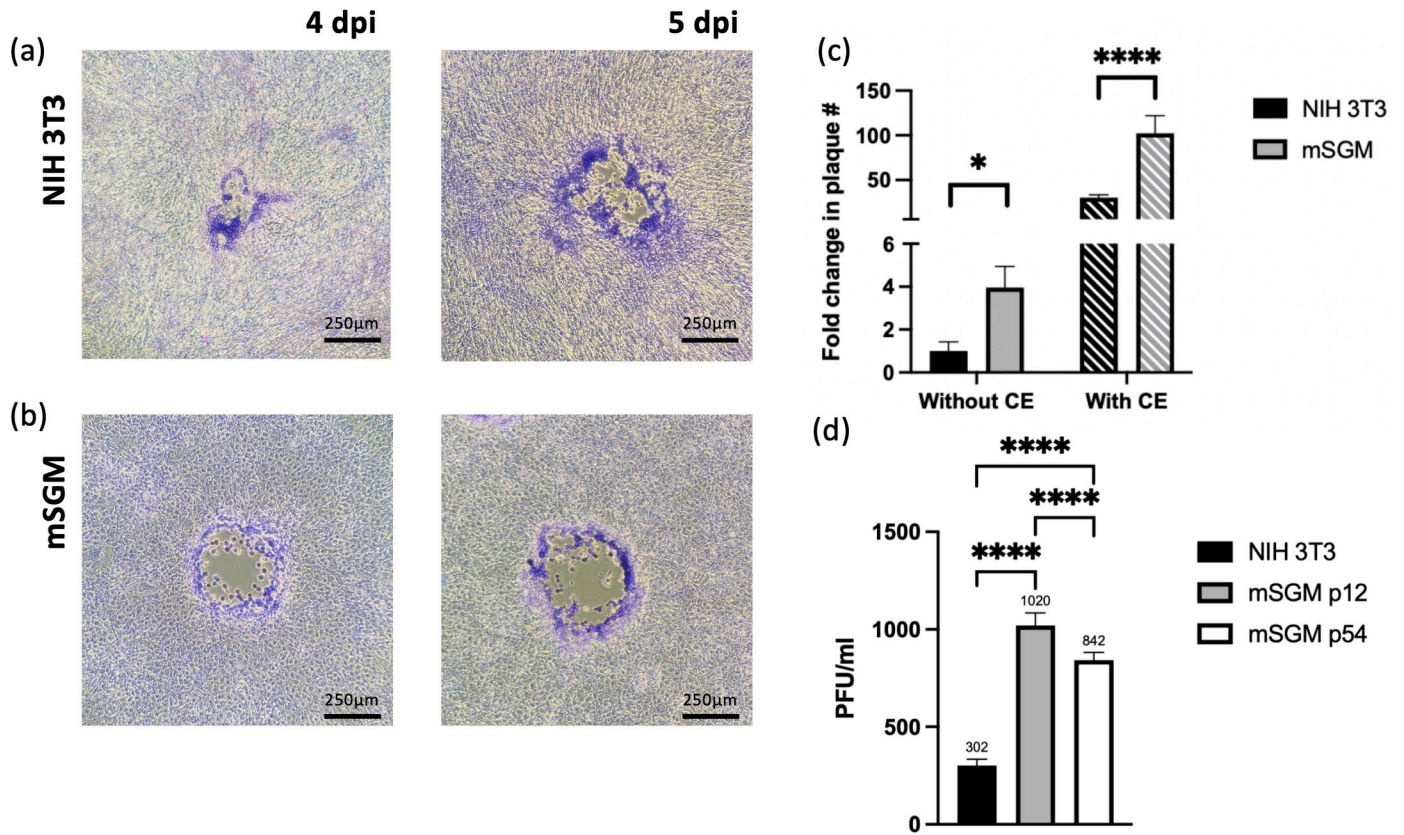 4 dpi
5 dpi
(a)
NIH 3T3
250µm
250µm
(b)
mSGM
250µm
250µm
(c)
Fold change in plaque #
150
100
50
6
4
2
0
*
****
Without CE
With CE
NIH 3T3
mSGM
(d)
PFU/ml
1500
1000
500
0
****
****
****
302
1020
842
NIH 3T3
mSGM p12
mSGM p54